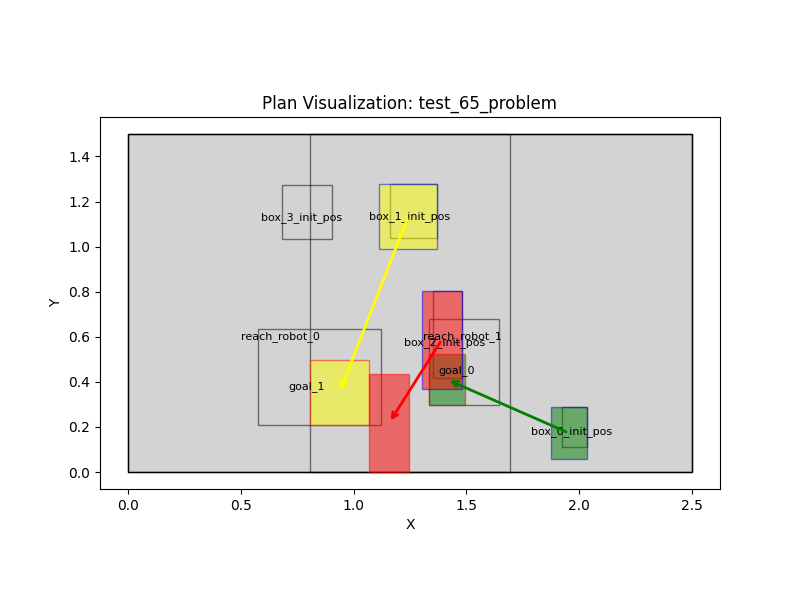 Plan Visualization: test_65_problem
Y
1.4
1.2
1.0
0.8
0.6
0.4
0.2
0.0
box_3_init_pos
box_1_init_pos
reach_robot_0
reach_robot_1
box_2_init_pos
goal_0
goal_1
0.0
0.5
1.0
1.5
2.0
2.5
X